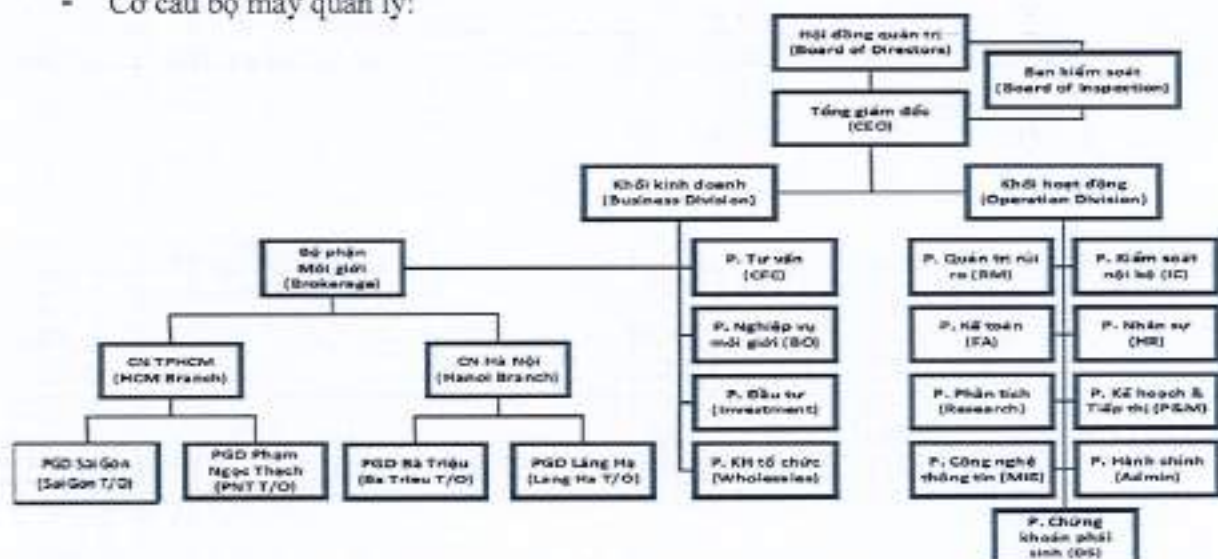 - Cơ cấu bộ máy quản lý:
Hội đồng quản trị
(Board of Directors)
Ban kiểm soát
(Board of Inspection)
Tổng giám đốc
(CEO)
Khối kinh doanh
(Business Division)
Khối hoạt động
(Operation Division)
Bộ phận
Môi giới
(Brokerage)
P. Tư vấn
P. Quản trị rủi
ro (RM)
P. Kiểm soát
nội bộ (IC)
P. Nghiệp vụ
môi giới (BO)
P. Kế toán
(FA)
P. Nhân sự
(HR)
CN TPHCM
(HCM Branch)
CN Hà Nội
(Hanoi Branch)
P. Đầu tư
(Investment)
P. Phân tích
(Research)
P. Kế hoạch &
Tiếp thị (P&M)
PGD Sài Gòn
(SaiGon T/O)
PGD Phạm
Ngọc Thạch
(PNT T/O)
PGD Bà Triệu
(Ba Trieu T/O)
PGD Láng Hạ
(Lang Ha T/O)
P. KH tổ chức
(Wholesales)
P. Công nghệ
thông tin (MIS)
P. Hành chính
(Admin)
P. Chứng
khoán phái
sinh (DS)